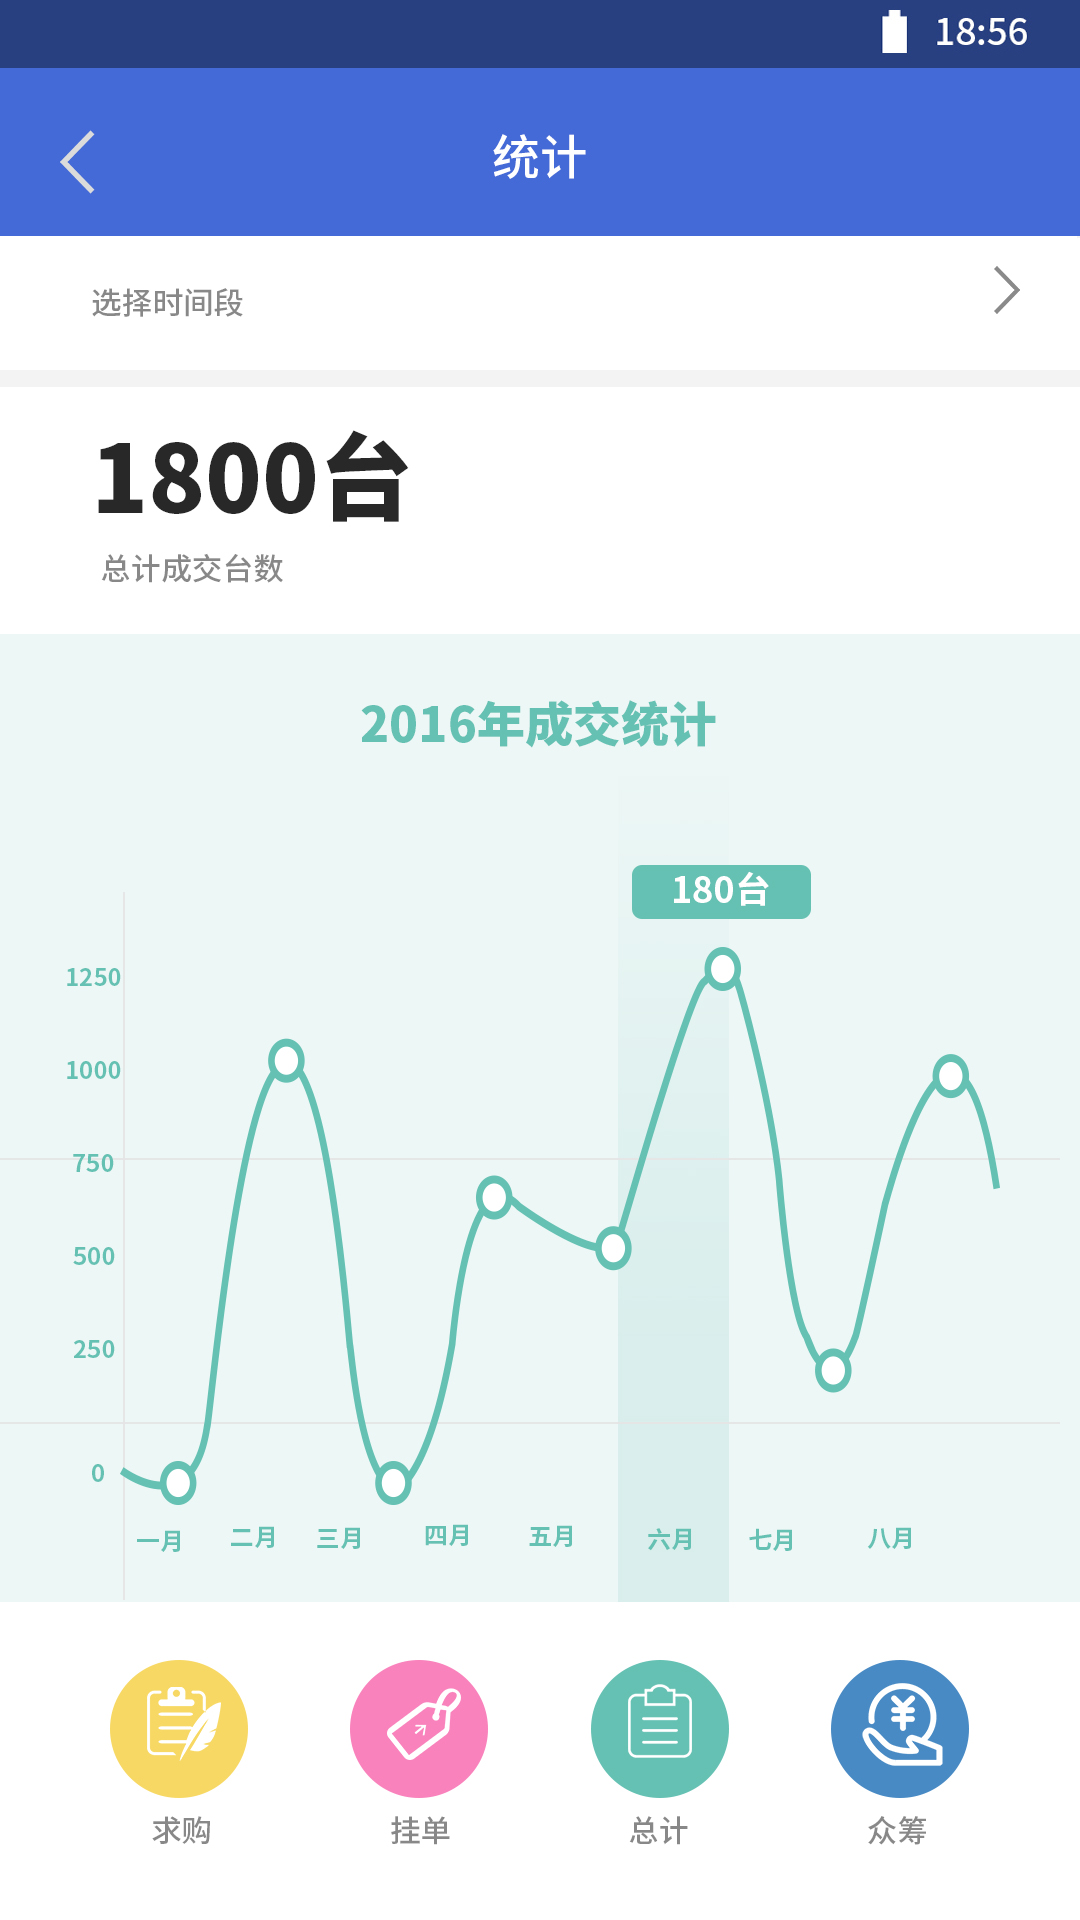 18:56
统计
选择时间段
1800台
总计成交台数
2016年成交统计
180台
1250
1000
750
500
250
0
一月 二月 三月 四月 五月 六月 七月 八月
求购 挂单 总计 众筹